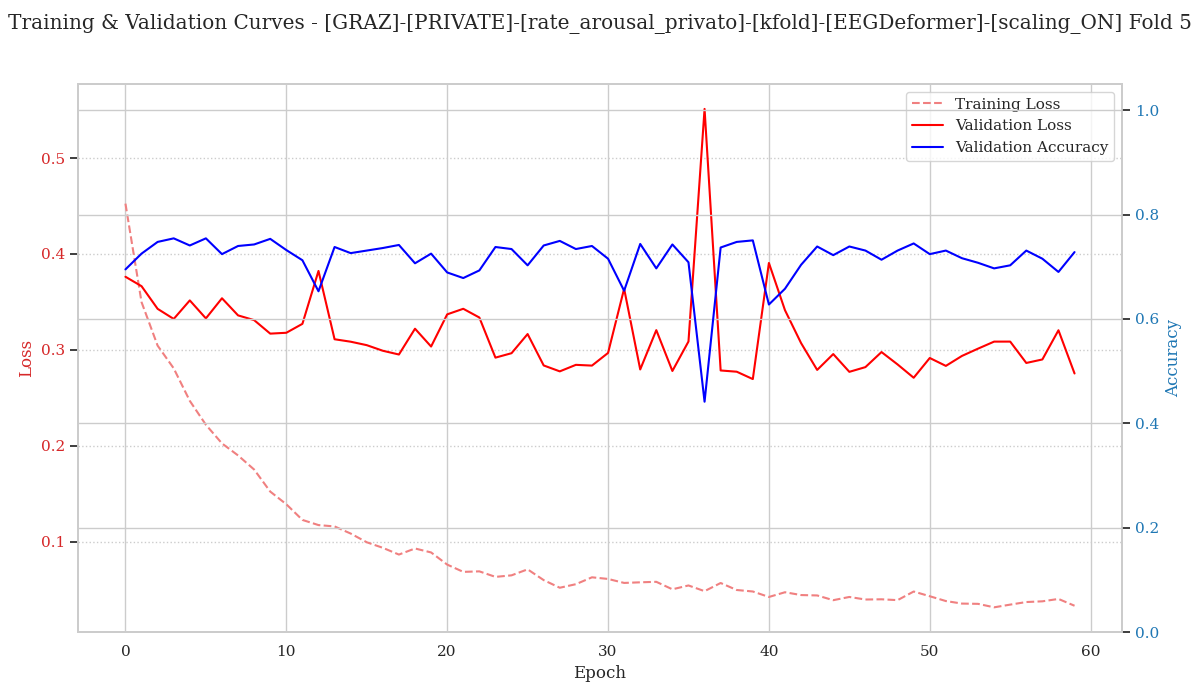 Training & Validation Curves - [GRAZ]-[PRIVATE]-[rate_arousal_privato]-[kfold]-[EEGDeformer]-[scaling_ON] Fold 5
Training Loss
Validation Loss
Validation Accuracy
Loss
0.5
0.4
0.3
0.2
0.1
1.0
0.8
0.6
0.4
0.2
0.0
Accuracy
0 10 20 30 40 50 60
Epoch